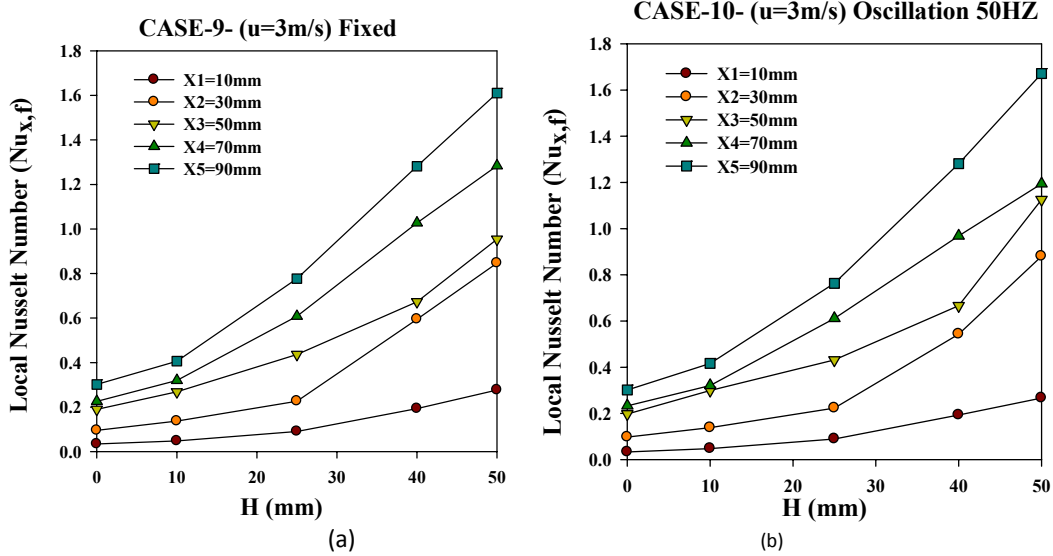 CASE-9- (u=3m/s) Fixed
Local Nusselt Number (Nux,f)
1.8
1.6
1.4
1.2
1.0
0.8
0.6
0.4
0.2
0.0
X1=10mm
X2=30mm
X3=50mm
X4=70mm
X5=90mm
0 10 20 30 40 50
H (mm)
(a)
CASE-10- (u=3m/s) Oscillation 50HZ
Local Nusselt Number (Nux,f)
1.8
1.6
1.4
1.2
1.0
0.8
0.6
0.4
0.2
0.0
X1=10mm
X2=30mm
X3=50mm
X4=70mm
X5=90mm
0 10 20 30 40 50
H (mm)
(b)